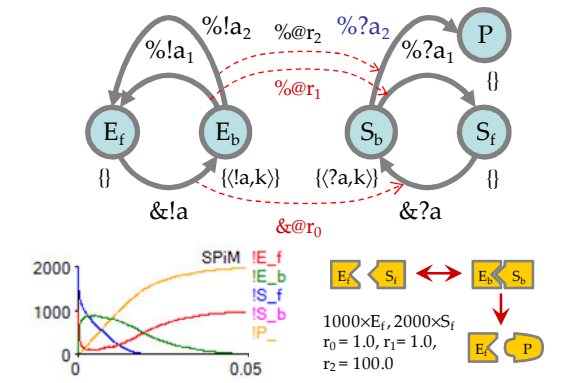 %!a2
%@r2
%?a2
P
%!a1
%?a1
{}
%@r1
Ef
Eb
Sb
Sf
{}
{⟨!a,k⟩}
{⟨?a,k⟩}
{}
&!a
&?a
&@r0
SPiM
!E_f
!E_b
!S_f
!S_b
!P_
2000
1000
0
0
0.05
Ef
Sf
Eb
Sb
1000×Ef, 2000×Sf
r0 = 1.0, r1= 1.0,
r2 = 100.0
Ef
P